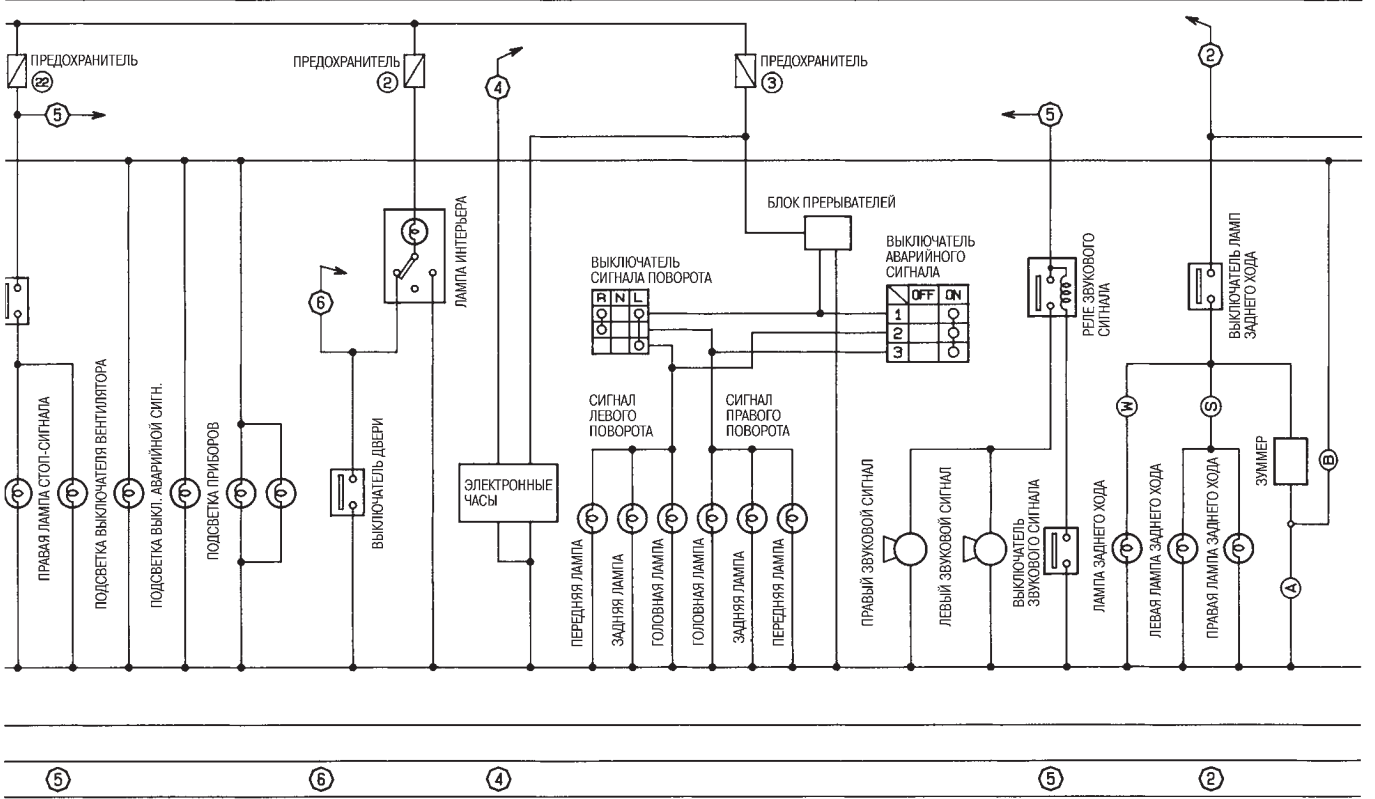 ПРЕДОХРАНИТЕЛЬ
22
ПРЕДОХРАНИТЕЛЬ
2
4
ПРЕДОХРАНИТЕЛЬ
3
5
2
5
БЛОК ПРЕРЫВАТЕЛЕЙ
ЛАМПА ИНТЕРЬЕРА
ВЫКЛЮЧАТЕЛЬ
СИГНАЛА ПОВОРОТА
R N L
ВЫКЛЮЧАТЕЛЬ
АВАРИЙНОГО
СИГНАЛА
OFF ON
1
2
3
РЕЛЕ ЗВУКОВОГО
СИГНАЛА
ВЫКЛЮЧАТЕЛЬ ЛАМП
ЗАДНЕГО ХОДА
6
ПРАВАЯ ЛАМПА СТОП-СИГНАЛА
ПОДСВЕТКА ВЫКЛЮЧАТЕЛЯ ВЕНТИЛЯТОРА
ПОДСВЕТКА ВЫКЛ. АВАРИЙНОЙ СИГН.
ПОДСВЕТКА ПРИБОРОВ
ВЫКЛЮЧАТЕЛЬ ДВЕРИ
ЭЛЕКТРОННЫЕ
ЧАСЫ
СИГНАЛ
ЛЕВОГО
ПОВОРОТА
СИГНАЛ
ПРАВОГО
ПОВОРОТА
ПЕРЕДНЯЯ ЛАМПА
ЗАДНЯЯ ЛАМПА
ГОЛОВНАЯ ЛАМПА
ГОЛОВНАЯ ЛАМПА
ЗАДНЯЯ ЛАМПА
ПЕРЕДНЯЯ ЛАМПА
ПРАВЫЙ ЗВУКОВОЙ СИГНАЛ
ЛЕВЫЙ ЗВУКОВОЙ СИГНАЛ
ВЫКЛЮЧАТЕЛЬ
ЗВУКОВОГО СИГНАЛА
W
S
ЛАМПА ЗАДНЕГО ХОДА
ЛЕВАЯ ЛАМПА ЗАДНЕГО ХОДА
ПРАВАЯ ЛАМПА ЗАДНЕГО ХОДА
ЗУММЕР
B
A
5
6
4
5
2